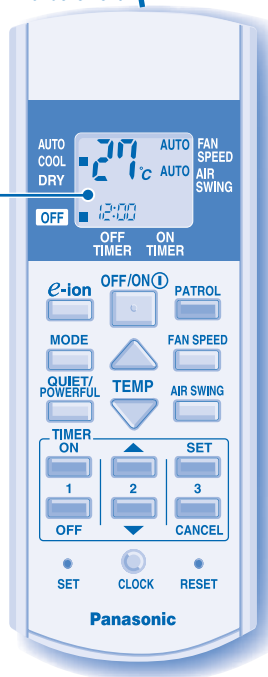 AUTO
COOL
DRY
OFF
27°C
AUTO FAN SPEED
AUTO AIR SWING
12:00
OFF TIMER
ON TIMER
e-ion
OFF/ON
PATROL
MODE
FAN SPEED
QUIET/
POWERFUL
TEMP
AIR SWING
TIMER
ON
SET
1
2
3
OFF
CANCEL
SET
CLOCK
RESET
Panasonic